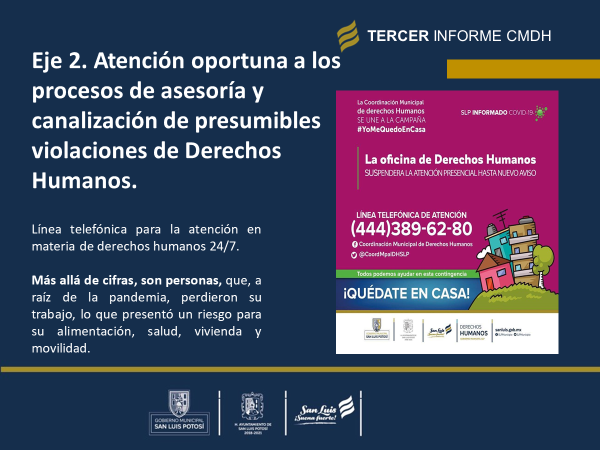 TERCER INFORME CMDH
Eje 2. Atención oportuna a los
procesos de asesoría y
canalización de presumibles
violaciones de Derechos
Humanos.
Línea telefónica para la atención en
materia de derechos humanos 24/7.
Más allá de cifras, son personas, que, a
raíz de la pandemia, perdieron su
trabajo, lo que presentó un riesgo para
su alimentación, salud, vivienda y
movilidad.
La Coordinación Municipal
de derechos Humanos
SE UNE A LA CAMPAÑA
#YoMeQuedoEnCasa
SLP INFORMADO COVID-19
La oficina de Derechos Humanos
SUSPENDERA LA ATENCIÓN PRESENCIAL HASTA NUEVO AVISO
LÍNEA TELEFÓNICA DE ATENCIÓN
(444)389-62-80
Coordinación Municipal de Derechos Humanos
@CoordMpalDHSLP
Todos podemos ayudar en esta contingencia
¡QUÉDATE EN CASA!
SAN LUIS POTOSÍ
San Luis
DERECHOS
HUMANOS
sanluis.gob.mx
GOBIERNO MUNICIPAL
SAN LUIS POTOSÍ
H. AYUNTAMIENTO DE
SAN LUIS POTOSÍ
2018-2021
San Luis
¡Suena fuerte!